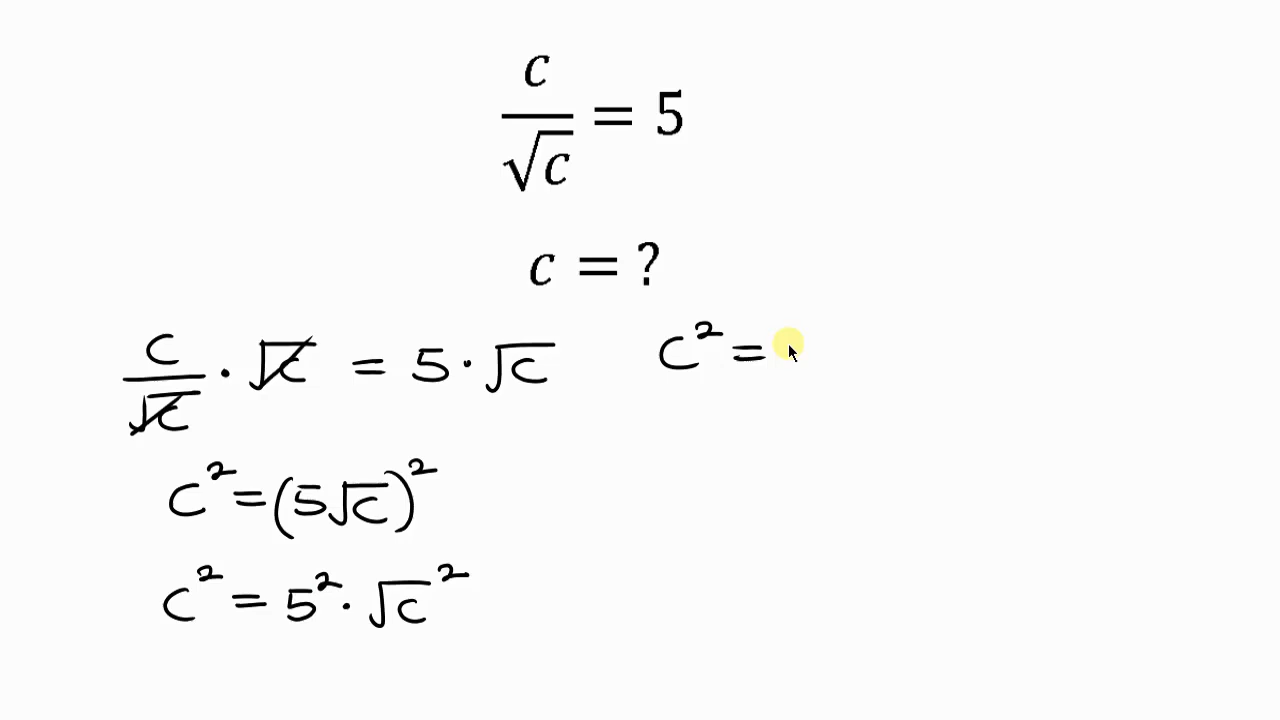 c/√c = 5
c = ?
c/√c · √c = 5 · √c
c² = (5√c)²
c² = 5² · √c²
c² =